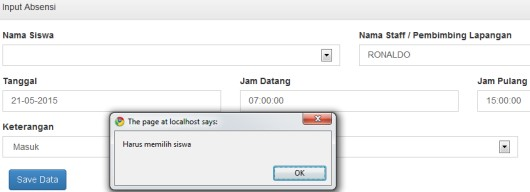 Input Absensi
Nama Siswa
Nama Staff / Pembimbing Lapangan
RONALDO
Tanggal
Jam Datang
Jam Pulang
21-05-2015
07:00:00
15:00:00
Keterangan
The page at localhost says:
Masuk
Harus memilih siswa
OK
Save Data